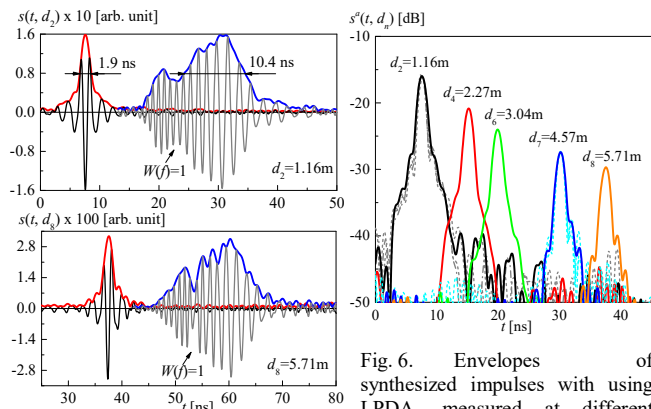 s(t, d2) x 10 [arb. unit]
1.6
0.8
0.0
-0.8
-1.6
1.9 ns
10.4 ns
W(f)=1
d2=1.16m
0 10 20 30 40 50
s(t, d8) x 100 [arb. unit]
2.8
1.4
0.0
-1.4
-2.8
W(f)=1
d8=5.71m
30 40 50 60 70 80
t [ns]
s^a(t, dn) [dB]
-10
-20
-30
-40
-50
d2=1.16m
d4=2.27m
d6=3.04m
d7=4.57m
d8=5.71m
0 10 20 30 40
t [ns]
Fig. 6. Envelopes of
synthesized impulses with using
LPDA measured at different